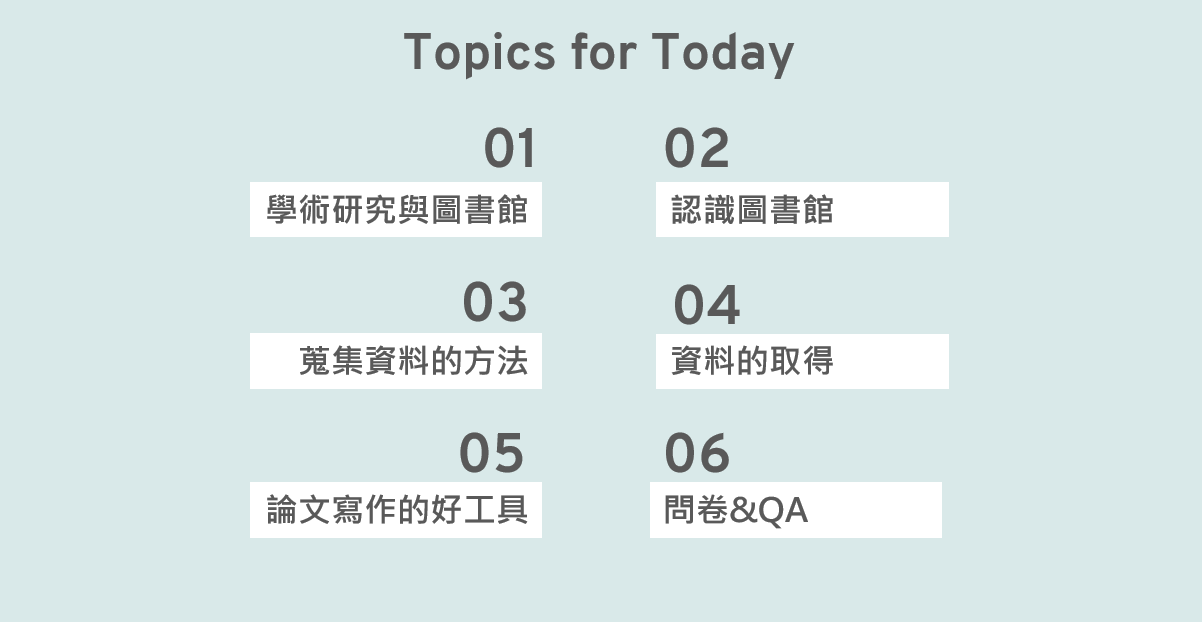 Topics for Today
01
學術研究與圖書館
02
認識圖書館
03
蒐集資料的方法
04
資料的取得
05
論文寫作的好工具
06
問卷&QA